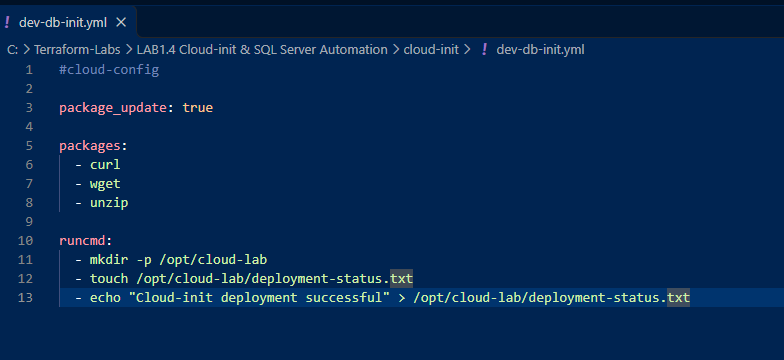 ! dev-db-init.yml ×
C: > Terraform-Labs > LAB1.4 Cloud-init & SQL Server Automation > cloud-init > ! dev-db-init.yml
1 #cloud-config
2
3 package_update: true
4
5 packages:
6 - curl
7 - wget
8 - unzip
9
10 runcmd:
11 - mkdir -p /opt/cloud-lab
12 - touch /opt/cloud-lab/deployment-status.txt
13 - echo "Cloud-init deployment successful" > /opt/cloud-lab/deployment-status.txt